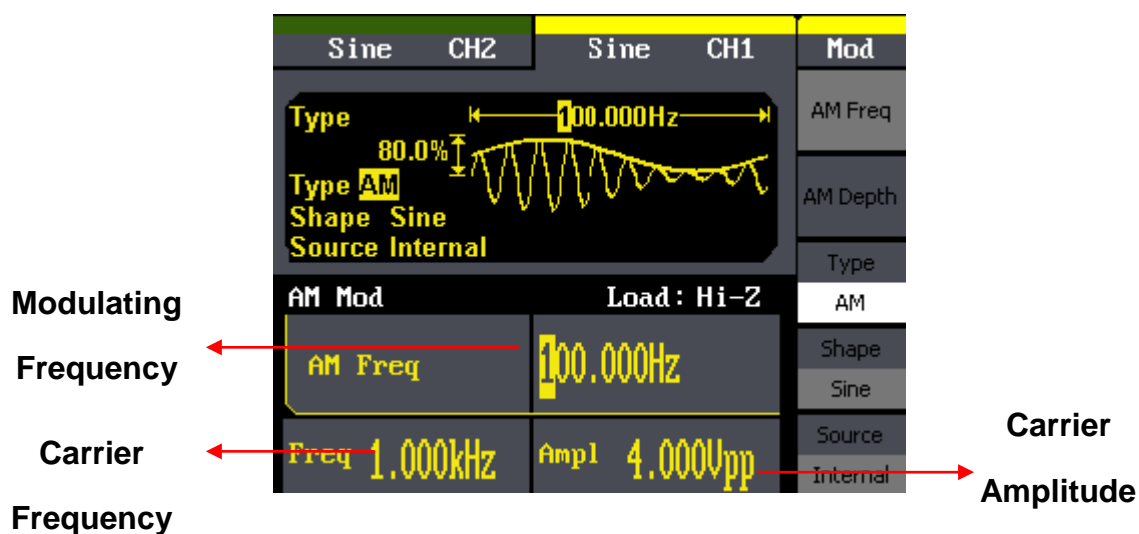 Sine CH2 Sine CH1 Mod
Type 100.000Hz AM Freq
80.0%
Type AM AM Depth
Shape Sine
Source Internal
Type
AM Mod Load: Hi-Z AM
Modulating
Frequency
AM Freq 100.000Hz Shape
Sine
Carrier
Frequency
Freq 1.000kHz Ampl 4.000Vpp Source
Internal
Carrier
Amplitude